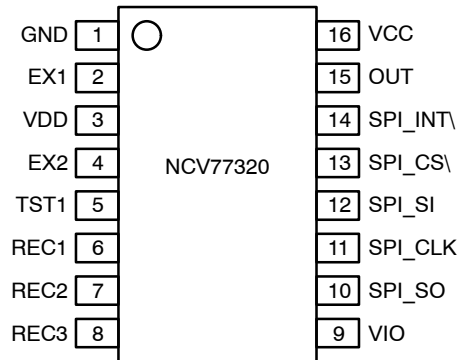 GND 1 16 VCC
EX1 2 15 OUT
VDD 3 14 SPI_INT\
EX2 4 NCV77320 13 SPI_CS\
TST1 5 12 SPI_SI
REC1 6 11 SPI_CLK
REC2 7 10 SPI_SO
REC3 8 9 VIO